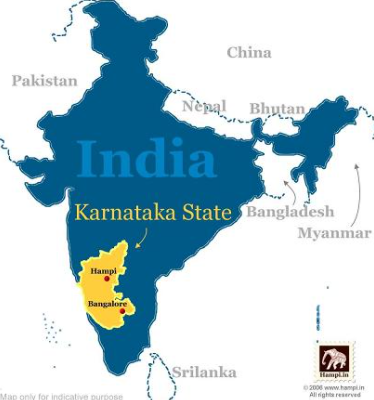 China
Pakistan
Nepal
Bhutan
India
Karnataka State
Bangladesh
Myanmar
Hampi
Bangalore
Srilanka
Hampi.in
© 2006 www.hampi.in
All rights reserved
Map only for indicative purpose